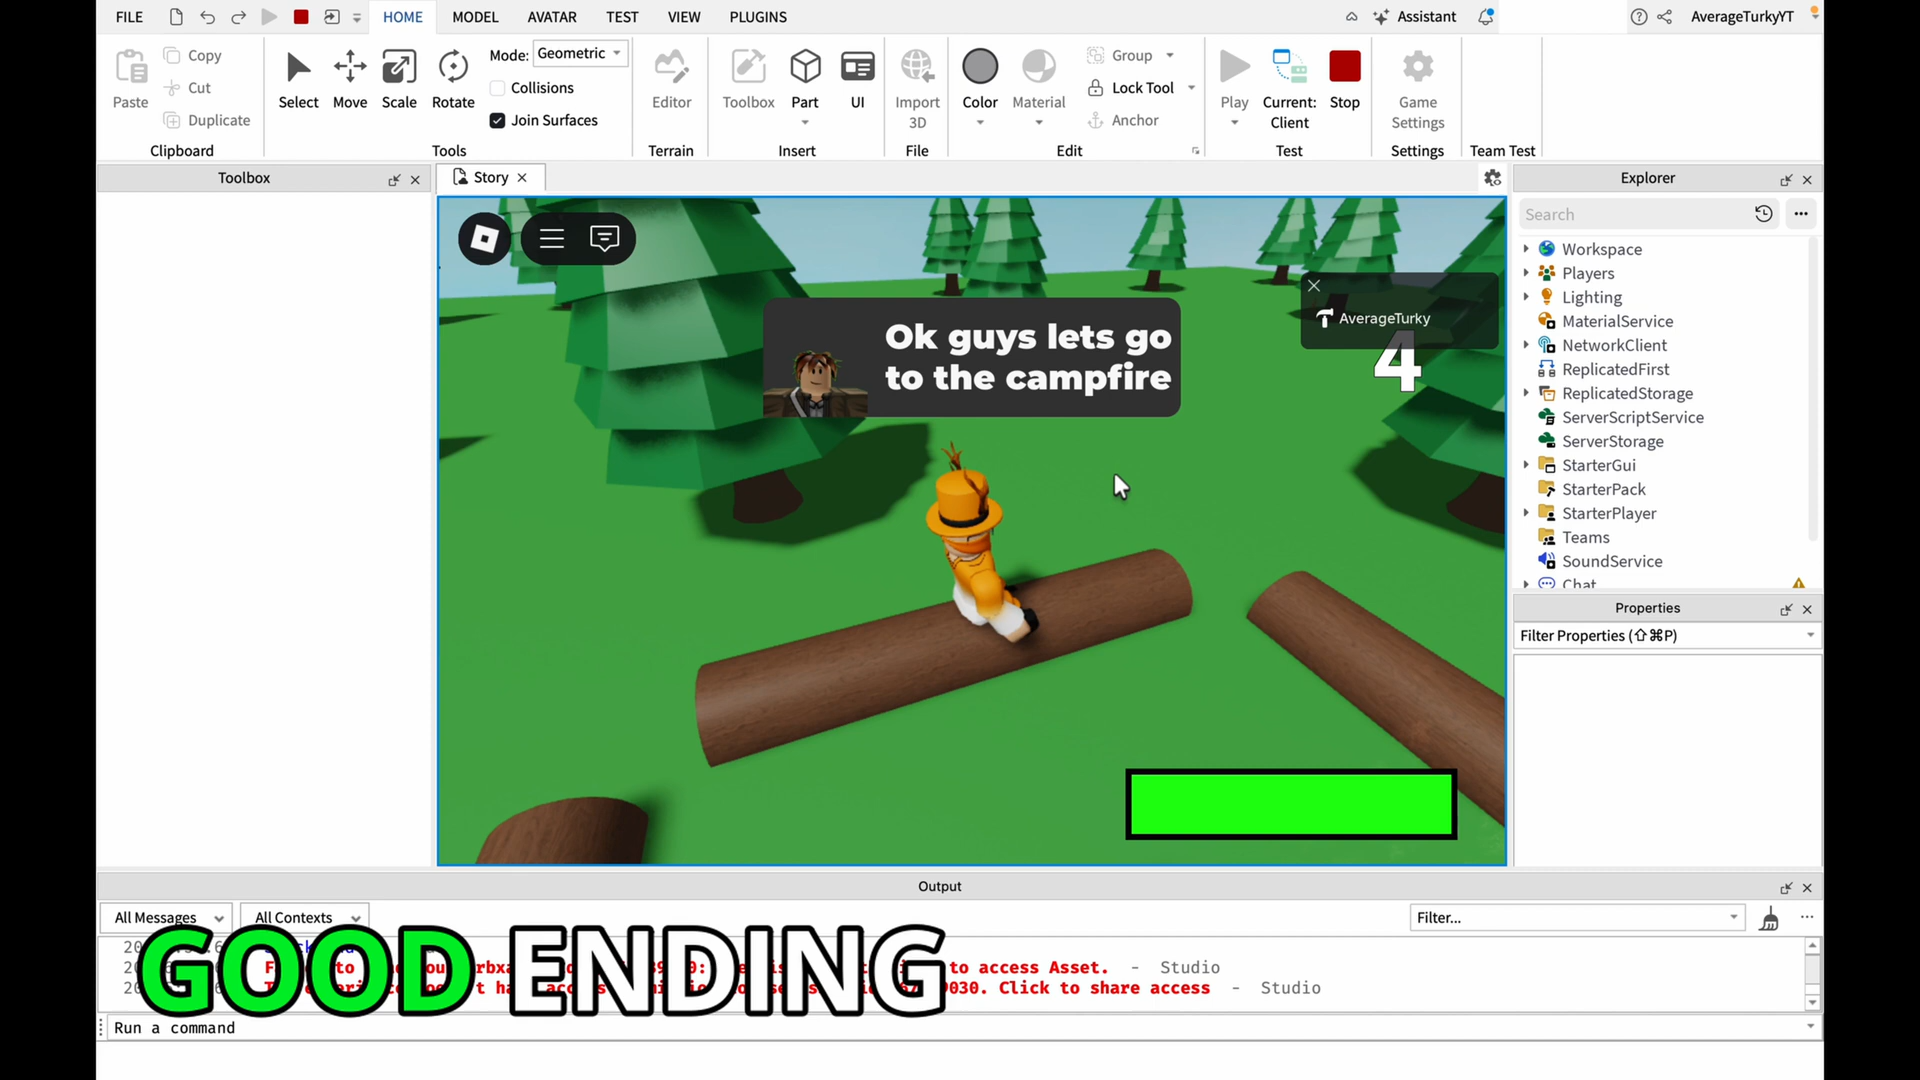 FILE
HOME
MODEL
AVATAR
TEST
VIEW
PLUGINS
Assistant
AverageTurkyYT
Paste
Copy
Cut
Duplicate
Clipboard
Select
Move
Scale
Rotate
Mode: Geometric
Collisions
Join Surfaces
Tools
Editor
Terrain
Toolbox
Part
UI
Insert
Import
3D
File
Color
Material
Group
Lock Tool
Anchor
Edit
Play
Current:
Client
Stop
Test
Game
Settings
Settings
Team Test
Toolbox
Story
Ok guys lets go
to the campfire
AverageTurky
4
Explorer
Search
Workspace
Players
Lighting
MaterialService
NetworkClient
ReplicatedFirst
ReplicatedStorage
ServerScriptService
ServerStorage
StarterGui
StarterPack
StarterPlayer
Teams
SoundService
Chat
Properties
Filter Properties (⇧⌘P)
Output
All Messages
All Contexts
Filter...
to access Asset. - Studio
9030. Click to share access - Studio
GOOD ENDING
Run a command